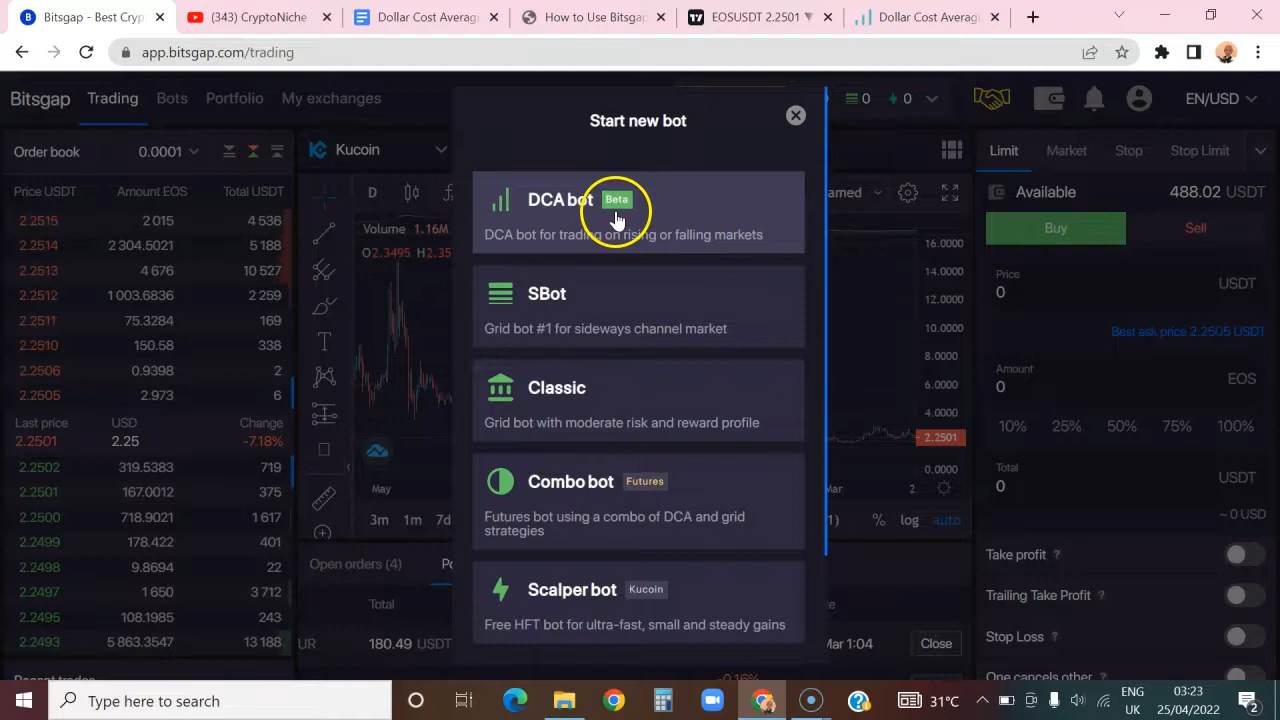 Bitsgap - Best Cryp
(343) CryptoNiche
Dollar Cost Averagi
How to Use Bitsgap
EOSUSDT 2.2501
Dollar Cost Averag
app.bitsgap.com/trading
Bitsgap
Trading
Bots
Portfolio
My exchanges
0
0
EN/USD
Order book
0.0001
Price USDT
Amount EOS
Total USDT
2.2515 2 015 4 536
2.2514 2 304.5021 5 188
2.2513 4 676 10 527
2.2512 1 003.6836 2 259
2.2511 75.3284 169
2.2510 150.58 338
2.2506 0.9398 2
2.2505 2.973 6
Last price USD Change
2.2501 2.25 -7.18%
2.2502 319.5383 719
2.2501 167.0012 375
2.2500 718.9021 1 617
2.2499 178.422 401
2.2498 9.8694 22
2.2497 1 650 3 712
2.2495 108.1985 243
2.2493 5 863.3547 13 188
Kucoin
D
Volume 1.16M
O 2.3495 H 2.35
May
3m 1m 7d
Open orders (4)
Total
180.49 USDT
Start new bot
DCA bot Beta
DCA bot for trading on rising or falling markets
SBot
Grid bot #1 for sideways channel market
Classic
Grid bot with moderate risk and reward profile
Combo bot Futures
Futures bot using a combo of DCA and grid
strategies
Scalper bot Kucoin
Free HFT bot for ultra-fast, small and steady gains
amed
16.0000
14.0000
12.0000
10.0000
8.0000
6.0000
4.0000
2.2501
0.0000
Mar 2
% log auto
Mar 1:04
Close
-0.16%
Limit
Market
Stop
Stop Limit
Available
488.02 USDT
Buy
Sell
Price
0
USDT
Best ask price 2.2505 USDT
Amount
0
EOS
10% 25% 50% 75% 100%
Total
0
USDT
~ 0 USD
Take profit ?
Trailing Take Profit ?
Stop Loss ?
One cancels other ?
Type here to search
31°C
ENG
UK
03:23
25/04/2022
2